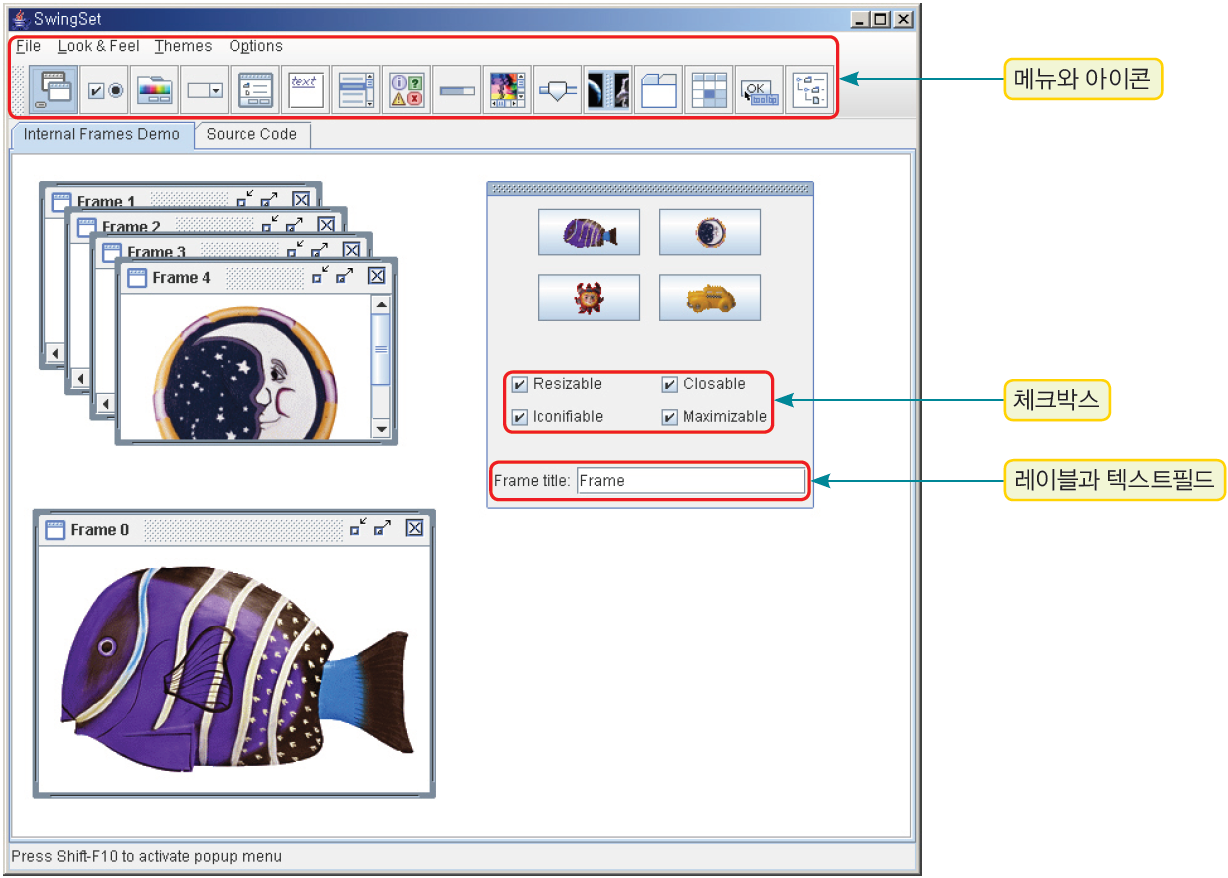 SwingSet
File Look & Feel Themes Options
메뉴와 아이콘
text
OK
tooltip
Internal Frames Demo Source Code
Frame 1
Frame 2
Frame 3
Frame 4
Resizable Closable
체크박스
Iconifiable Maximizable
Frame title: Frame
레이블과 텍스트필드
Frame 0
Press Shift-F10 to activate popup menu